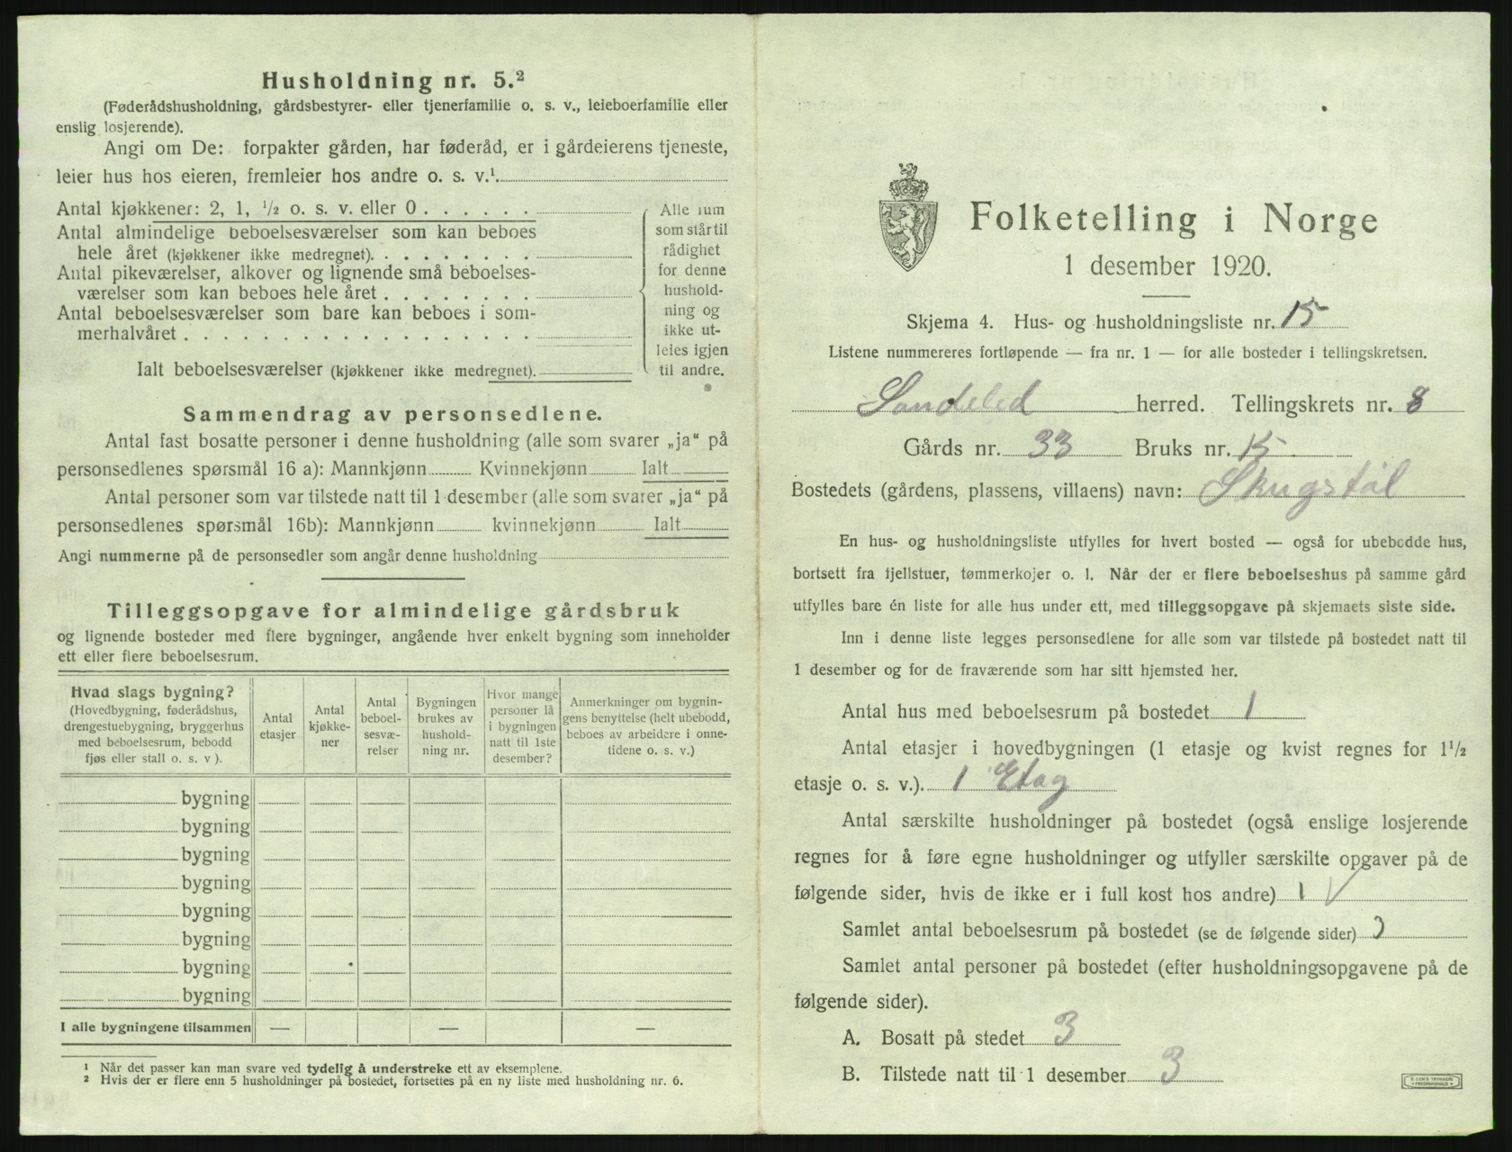 Husholdning nr. 5.²
(Føderådshusholdning, gårdsbestyrer- eller tjenerfamilie o. s. v., leieboerfamilie eller
enslig losjerende).
Angi om De: forpakter gården, har føderåd, er i gårdeierens tjeneste,
leier hus hos eieren, fremleier hos andre o. s. v.¹
Antal kjøkkener: 2, 1, ½ o. s. v. eller 0 . . . . . .
Antal almindelige beboelsesværelser som kan beboes
hele året (kjøkkener ikke medregnet). . . . . . . .
Antal pikeværelser, alkover og lignende små beboelses-
værelser som kan beboes hele året . . . . . . . .
Antal beboelsesværelser som bare kan beboes i som-
merhalvåret . . . . . . . . . . . . . . . . . .
Ialt beboelsesværelser (kjøkkener ikke medregnet).
Alle rum
som står til
rådighet
for denne
hushold-
ning og
ikke ut-
leies igjen
til andre.
Sammendrag av personsedlene.
Antal fast bosatte personer i denne husholdning (alle som svarer „ja“ på
personsedlenes spørsmål 16 a): Mannkjønn Kvinnekjønn Ialt
Antal personer som var tilstede natt til 1 desember (alle som svarer „ja“ på
personsedlenes spørsmål 16b): Mannkjønn kvinnekjønn Ialt
Angi nummerne på de personsedler som angår denne husholdning
Tilleggsopgave for almindelige gårdsbruk
og lignende bosteder med flere bygninger, angående hver enkelt bygning som inneholder
ett eller flere beboelsesrum.
Hvad slags bygning?
(Hovedbygning, føderådshus,
drengestuebygning, bryggerhus
med beboelsesrum, bebodd
fjøs eller stall o. s. v ).
Antal
etasjer
Antal
kjøkke-
ner
Antal
beboel-
sesvæ-
relser
Bygningen
brukes av
hushold-
ning nr.
Hvor mange
personer lå
i bygningen
natt til 1ste
desember?
Anmerkninger om bygnin-
gens benyttelse (helt ubebodd,
beboes av arbeidere i onne-
tidene o. s. v.)
bygning
bygning
bygning
bygning
bygning
bygning
bygning
bygning
I alle bygningene tilsammen — — —
¹ Når det passer kan man svare ved tydelig å understreke ett av eksemplene.
² Hvis der er flere enn 5 husholdninger på bostedet, fortsettes på en ny liste med husholdning nr. 6.
Folketelling i Norge
1 desember 1920.
Skjema 4. Hus- og husholdningsliste nr. 15
Listene nummereres fortløpende — fra nr. 1 — for alle bosteder i tellingskretsen.
Søndeled herred. Tellingskrets nr. 8
Gårds nr. 33 Bruks nr. 15
Bostedets (gårdens, plassens, villaens) navn: Skugstøl
En hus- og husholdningsliste utfylles for hvert bosted — også for ubebodde hus,
bortsett fra fjellstuer, tømmerkojer o. l. Når der er flere beboelseshus på samme gård
utfylles bare én liste for alle hus under ett, med tilleggsopgave på skjemaets siste side.
Inn i denne liste legges personsedlene for alle som var tilstede på bostedet natt til
1 desember og for de fraværende som har sitt hjemsted her.
Antal hus med beboelsesrum på bostedet 1
Antal etasjer i hovedbygningen (1 etasje og kvist regnes for 1½
etasje o. s. v.). 1 Etag
Antal særskilte husholdninger på bostedet (også enslige losjerende
regnes for å føre egne husholdninger og utfyller særskilte opgaver på de
følgende sider, hvis de ikke er i full kost hos andre) 1
Samlet antal beboelsesrum på bostedet (se de følgende sider) 3
Samlet antal personer på bostedet (efter husholdningsopgavene på de
følgende sider).
A. Bosatt på stedet 3
B. Tilstede natt til 1 desember 3